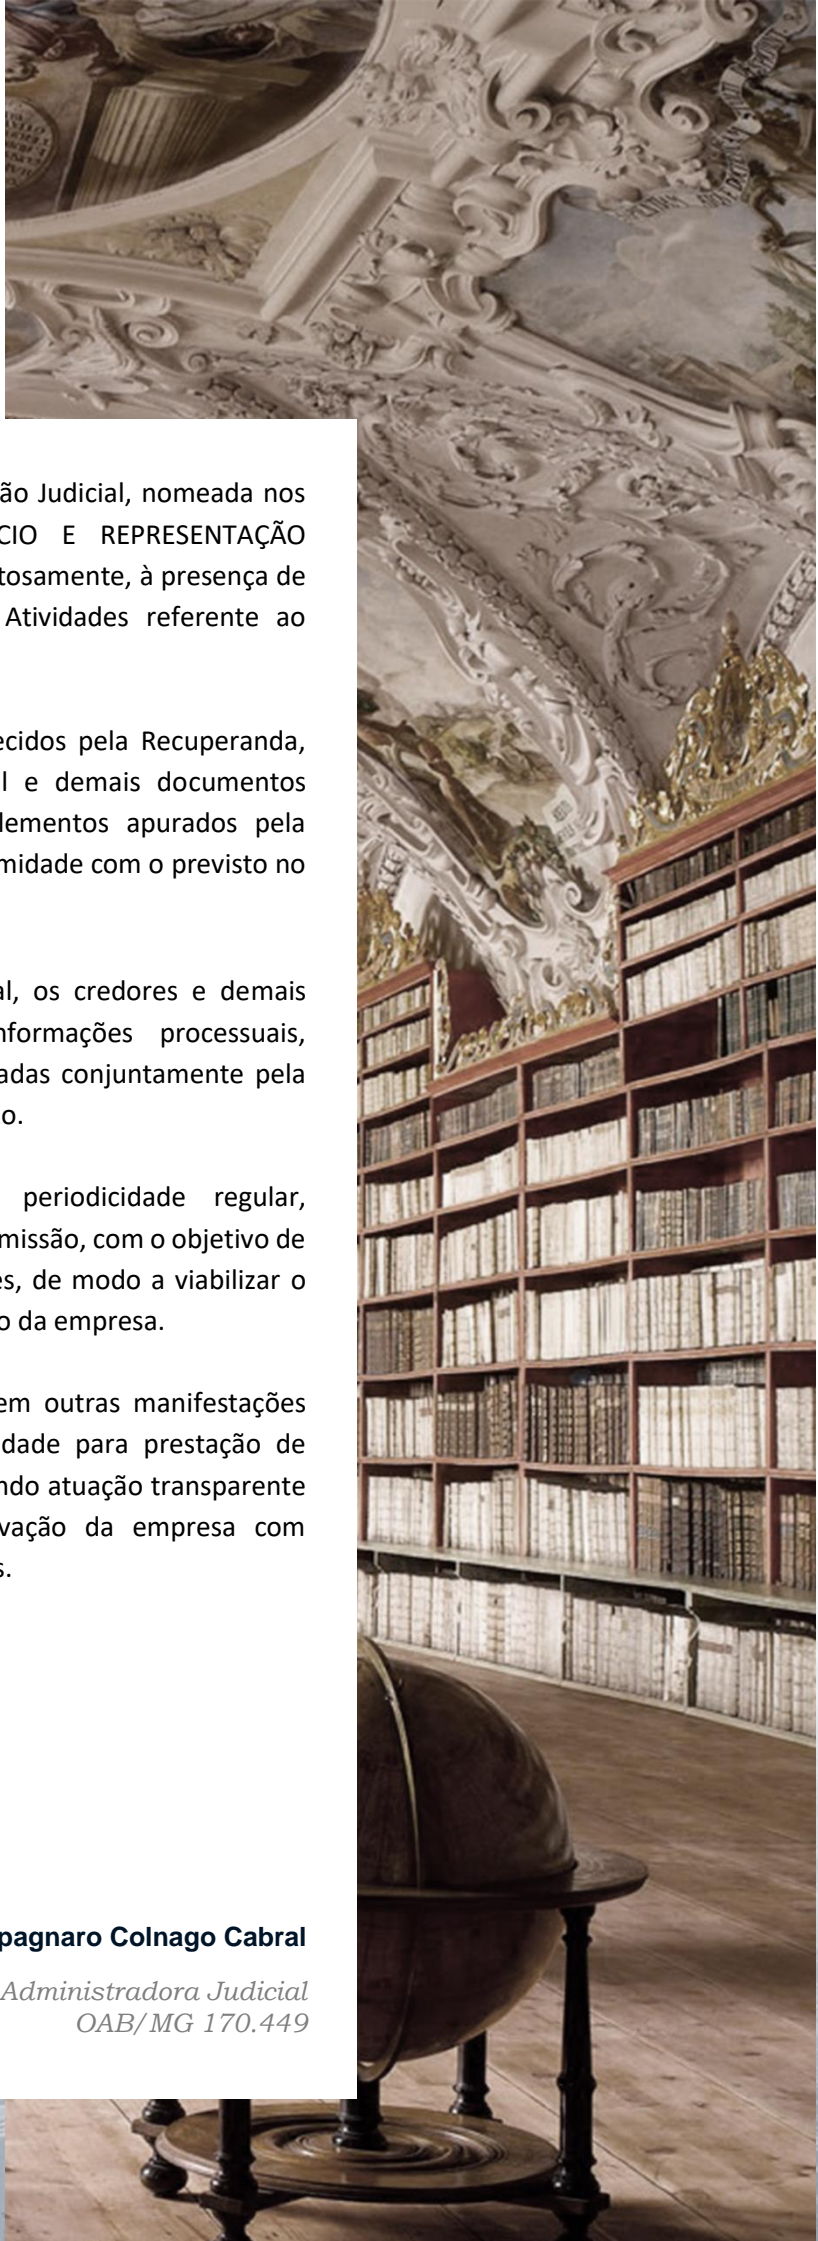 ão Judicial, nomeada nos
CIO E REPRESENTAÇÃO
tosamente, à presença de
Atividades referente ao
ecidos pela Recuperanda,
l e demais documentos
lementos apurados pela
midade com o previsto no
al, os credores e demais
nformações processuais,
adas conjuntamente pela
o.
periodicidade regular,
missão, com o objetivo de
es, de modo a viabilizar o
o da empresa.
em outras manifestações
dade para prestação de
ndo atuação transparente
vação da empresa com
s.
pagnaro Colnago Cabral
Administradora Judicial
OAB/MG 170.449